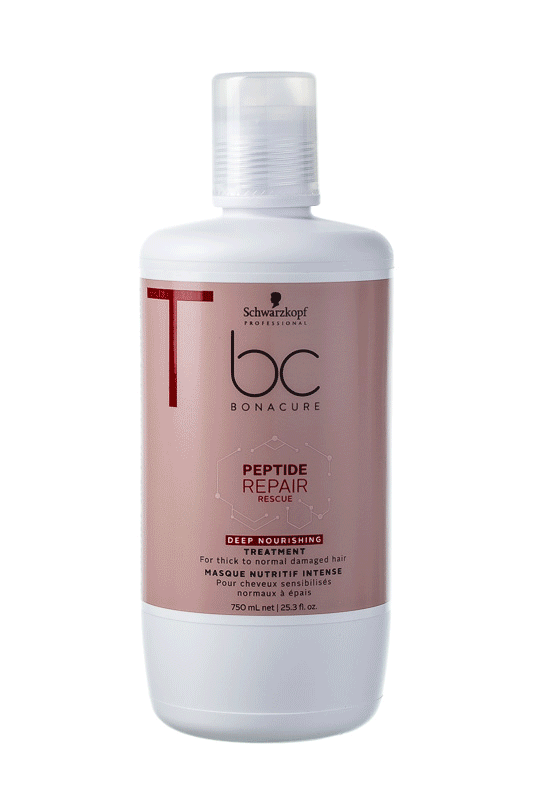 T
Schwarzkopf
PROFESSIONAL
bc
BONACURE
PEPTIDE
REPAIR
RESCUE
DEEP NOURISHING
TREATMENT
For thick to normal damaged hair
MASQUE NUTRITIF INTENSE
Pour cheveux sensibilisés
normaux à épais
750 mL net | 25.3 fl. oz.